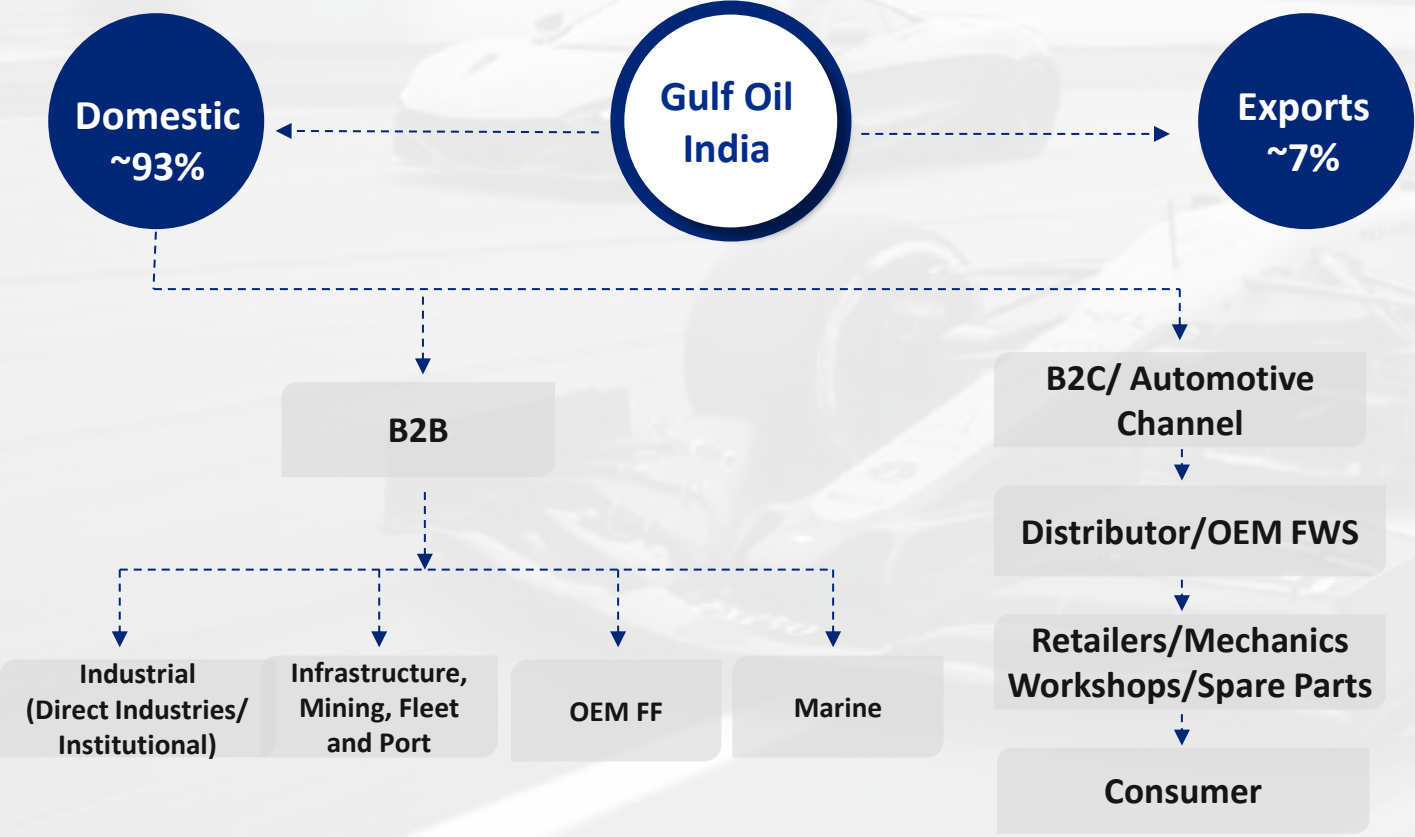 Domestic
~93%
Gulf Oil
India
Exports
~7%
B2B
B2C/ Automotive
Channel
Distributor/OEM FWS
Retailers/Mechanics
Workshops/Spare Parts
Consumer
Industrial
(Direct Industries/
Institutional)
Infrastructure,
Mining, Fleet
and Port
OEM FF
Marine